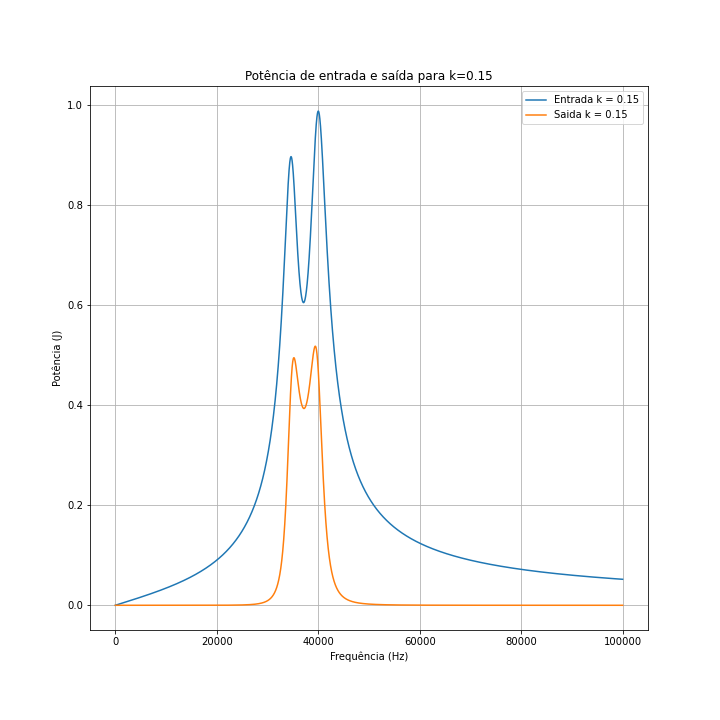 Potência de entrada e saída para k=0.15
Entrada k = 0.15
Saida k = 0.15
Potência (J)
1.0
0.8
0.6
0.4
0.2
0.0
0 20000 40000 60000 80000 100000
Frequência (Hz)